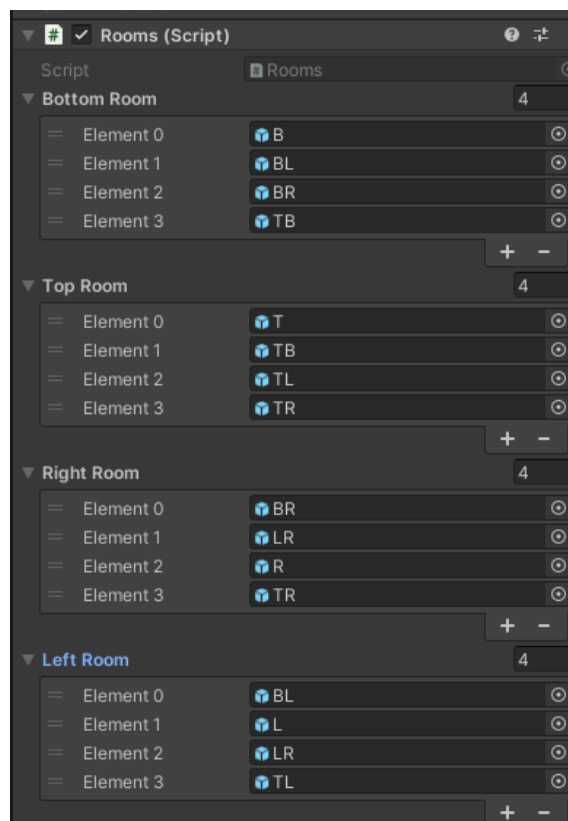 Rooms (Script)
Script Rooms
Bottom Room 4
Element 0 B
Element 1 BL
Element 2 BR
Element 3 TB
+ −
Top Room 4
Element 0 T
Element 1 TB
Element 2 TL
Element 3 TR
+ −
Right Room 4
Element 0 BR
Element 1 LR
Element 2 R
Element 3 TR
+ −
Left Room 4
Element 0 BL
Element 1 L
Element 2 LR
Element 3 TL
+ −